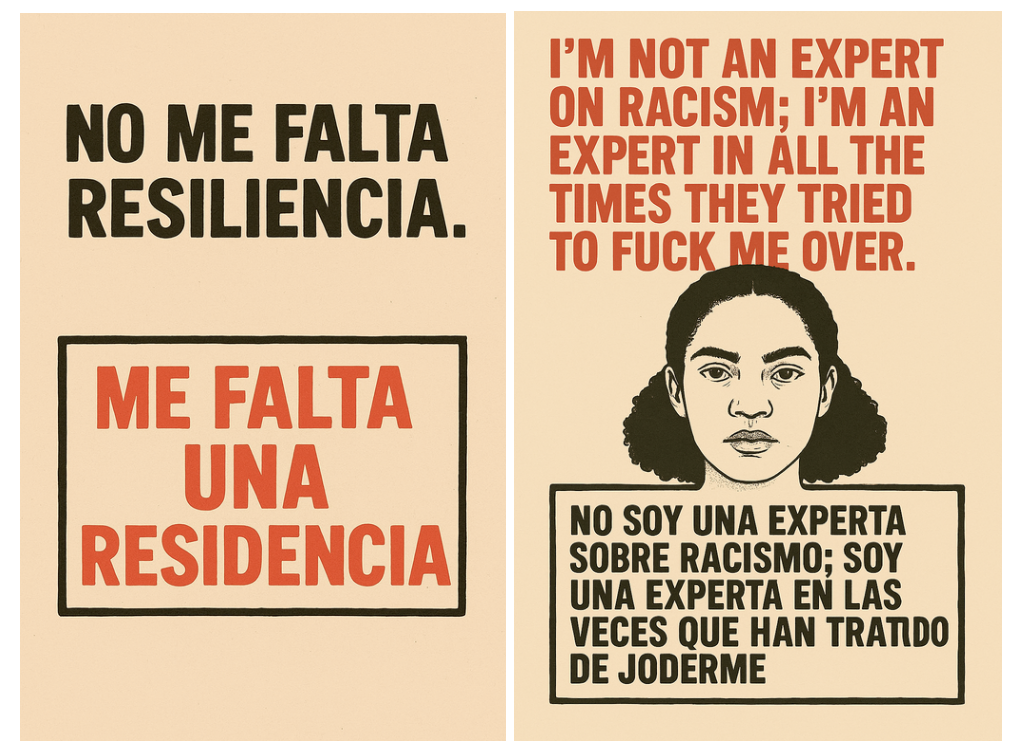 NO ME FALTA
RESILIENCIA.
ME FALTA
UNA
RESIDENCIA
I'M NOT AN EXPERT
ON RACISM; I'M AN
EXPERT IN ALL THE
TIMES THEY TRIED
TO FUCK ME OVER.
NO SOY UNA EXPERTA
SOBRE RACISMO; SOY
UNA EXPERTA EN LAS
VECES QUE HAN TRATIDO
DE JODERME